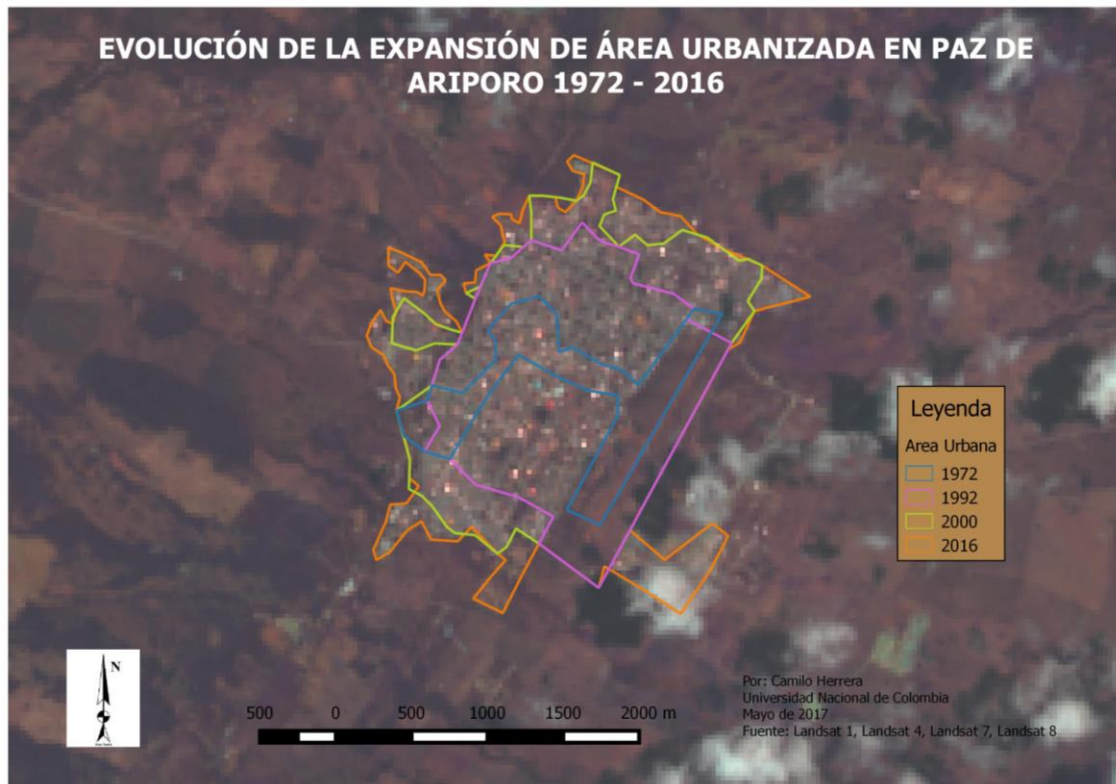 EVOLUCIÓN DE LA EXPANSIÓN DE ÁREA URBANIZADA EN PAZ DE
ARIPORO 1972 - 2016
Leyenda
Area Urbana
1972
1992
2000
2016
N
500 0 500 1000 1500 2000 m
Por: Camilo Herrera
Universidad Nacional de Colombia
Mayo de 2017
Fuente: Landsat 1, Landsat 4, Landsat 7, Landsat 8